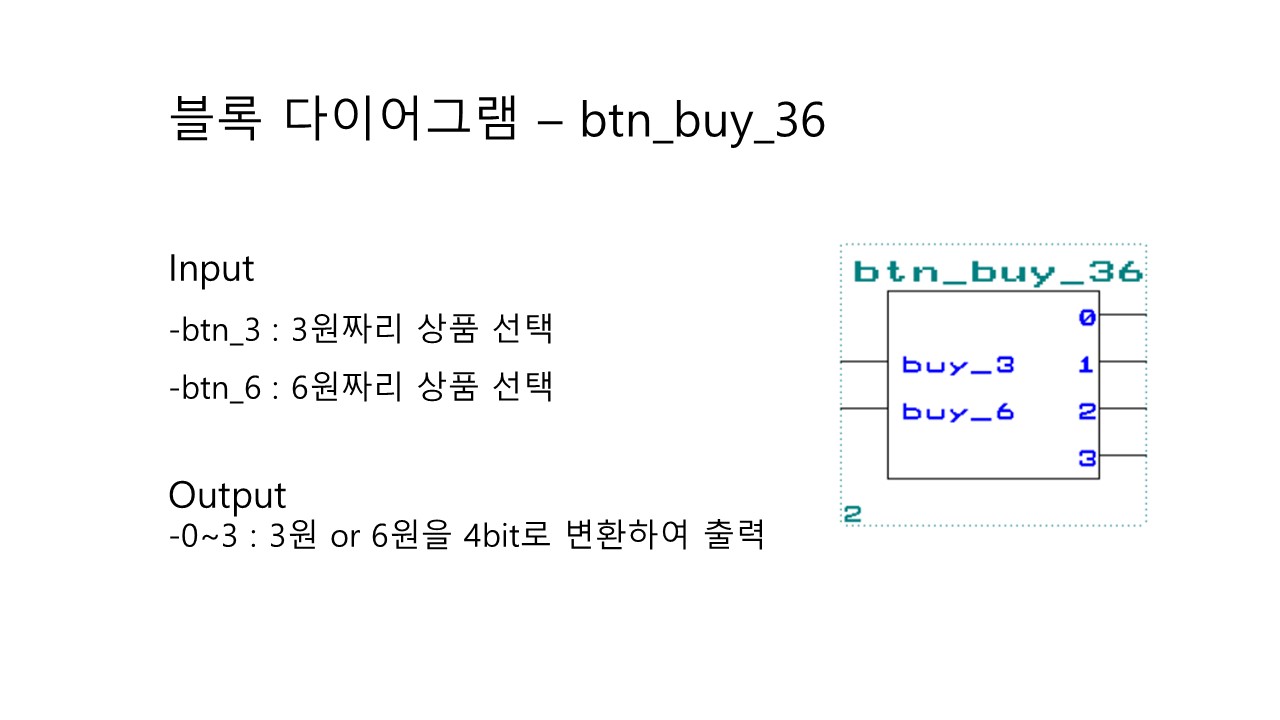 블록 다이어그램 – btn_buy_36
Input
-btn_3 : 3원짜리 상품 선택
-btn_6 : 6원짜리 상품 선택
Output
-0~3 : 3원 or 6원을 4bit로 변환하여 출력
btn_buy_36
0
buy_3 1
buy_6 2
3
2